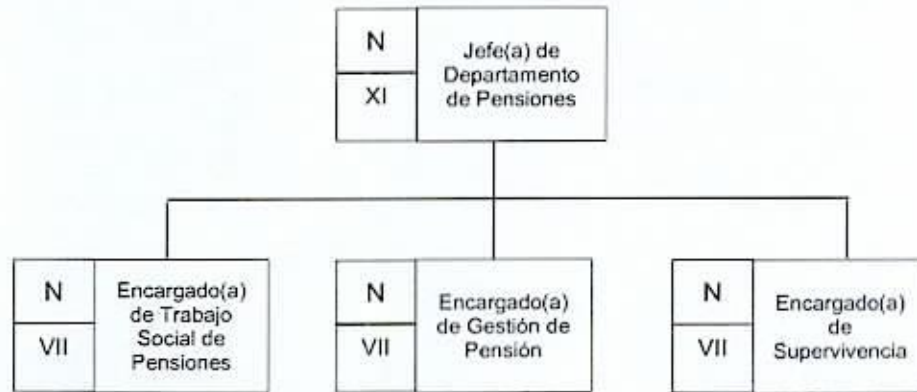 N
XI
Jefe(a) de
Departamento
de Pensiones
N
VII
Encargado(a)
de Trabajo
Social de
Pensiones
N
VII
Encargado(a)
de Gestión de
Pensión
N
VII
Encargado(a)
de
Supervivencia